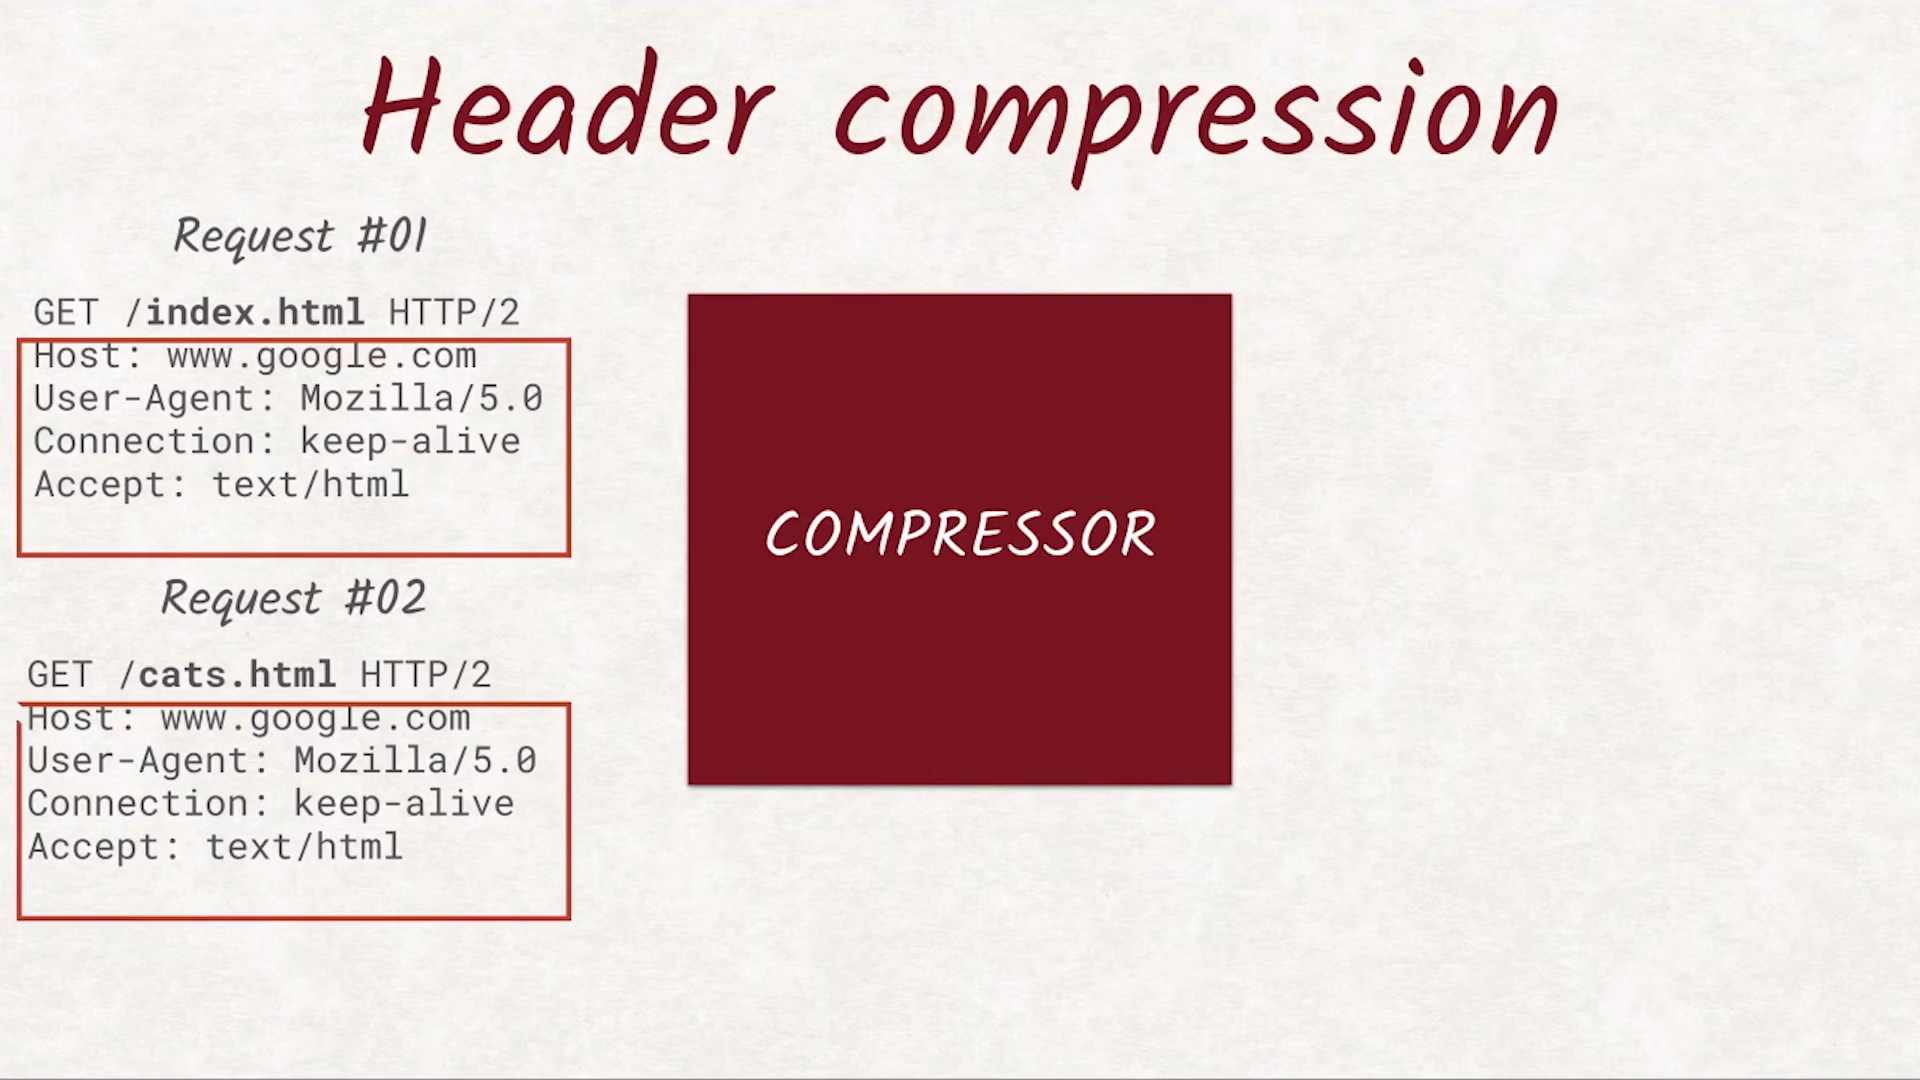 Header compression
Request #01
GET /index.html HTTP/2
Host: www.google.com
User-Agent: Mozilla/5.0
Connection: keep-alive
Accept: text/html
COMPRESSOR
Request #02
GET /cats.html HTTP/2
Host: www.google.com
User-Agent: Mozilla/5.0
Connection: keep-alive
Accept: text/html